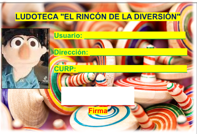 LUDOTECA "EL RINCÓN DE LA DIVERSIÓN"
Usuario:
Dirección:
CURP:
Firma